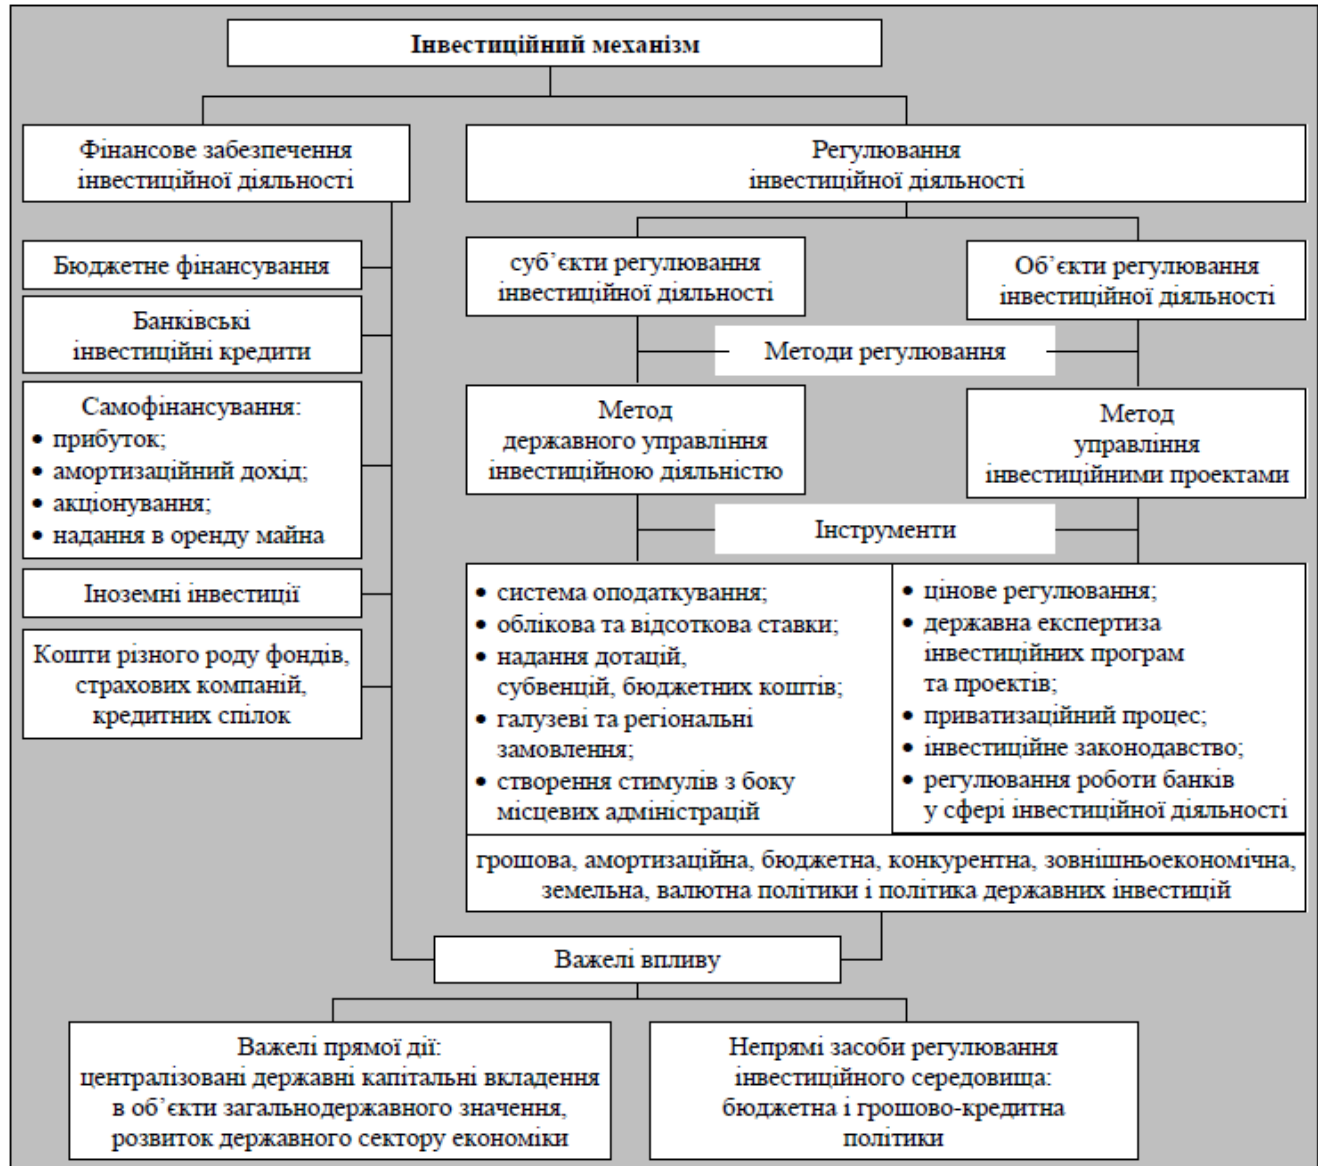 Інвестиційний механізм
Фінансове забезпечення
інвестиційної діяльності
Бюджетне фінансування
Банківські
інвестиційні кредити
Самофінансування:
• прибуток;
• амортизаційний дохід;
• акціонування;
• надання в оренду майна
Іноземні інвестиції
Кошти різного роду фондів,
страхових компаній,
кредитних спілок
Регулювання
інвестиційної діяльності
суб’єкти регулювання
інвестиційної діяльності
Об’єкти регулювання
інвестиційної діяльності
Методи регулювання
Метод
державного управління
інвестиційною діяльністю
Метод
управління
інвестиційними проектами
Інструменти
• система оподаткування;
• облікова та відсоткова ставки;
• надання дотацій,
субвенцій, бюджетних коштів;
• галузеві та регіональні
замовлення;
• створення стимулів з боку
місцевих адміністрацій
• цінове регулювання;
• державна експертиза
інвестиційних програм
та проектів;
• приватизаційний процес;
• інвестиційне законодавство;
• регулювання роботи банків
у сфері інвестиційної діяльності
грошова, амортизаційна, бюджетна, конкурентна, зовнішньоекономічна,
земельна, валютна політики і політика державних інвестицій
Важелі впливу
Важелі прямої дії:
централізовані державні капітальні вкладення
в об’єкти загальнодержавного значення,
розвиток державного сектору економіки
Непрямі засоби регулювання
інвестиційного середовища:
бюджетна і грошово-кредитна
політики